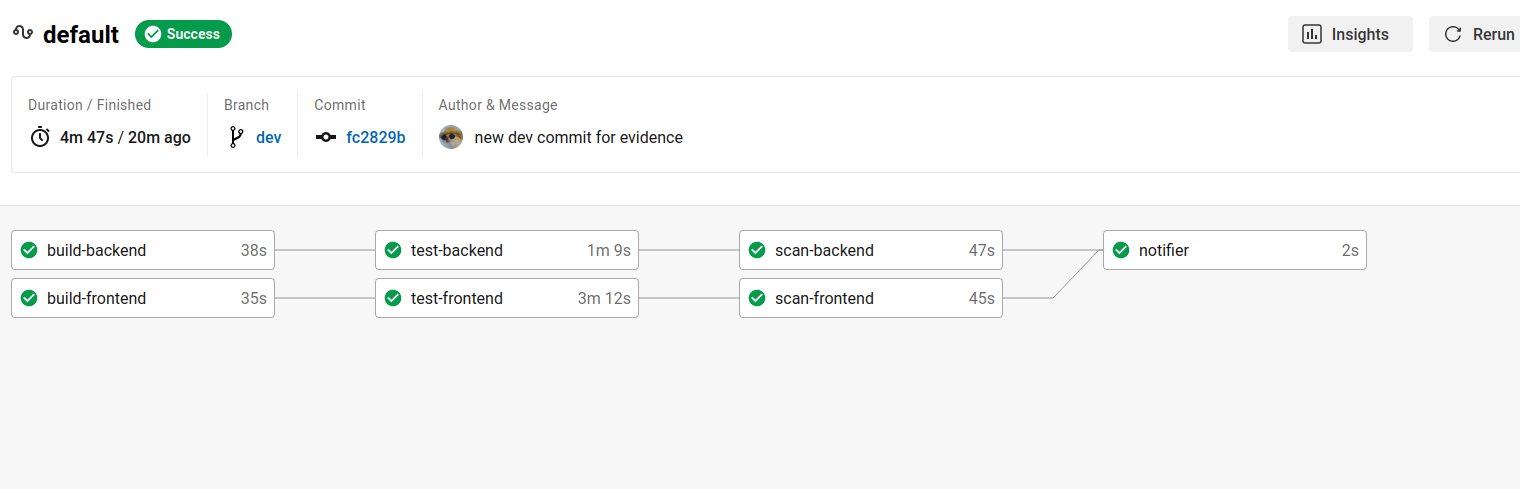 default Success Insights Rerun
Duration / Finished Branch Commit Author & Message
4m 47s / 20m ago dev fc2829b new dev commit for evidence
build-backend 38s test-backend 1m 9s scan-backend 47s notifier 2s
build-frontend 35s test-frontend 3m 12s scan-frontend 45s